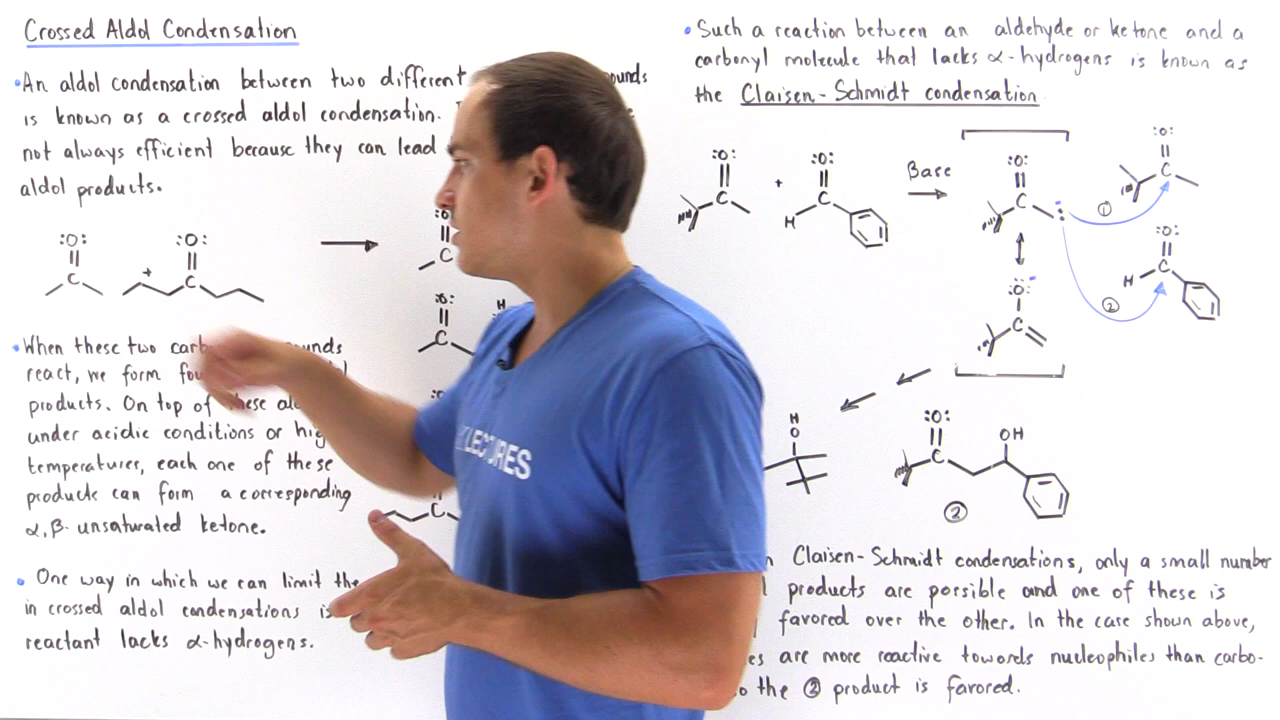 Crossed Aldol Condensation
•An aldol condensation between two different
is known as a crossed aldol condensation.
not always efficient because they can lead
aldol products.
:O:
C
+
:O:
C
•When these two
react, we form
products. On top of these
under acidic conditions or
temperatures, each one of these
products can form a corresponding
α,β-unsaturated ketone.
• One way in which we can limit the
in crossed aldol condensations is
reactant lacks α-hydrogens.
C
:O:
H
C
C
LECTURES
•Such a reaction between an aldehyde or ketone and a
carbonyl molecule that lacks α-hydrogens is known as
the Claisen-Schmidt condensation
:O:
C
+
:O:
C
H
Base
:O:
C
:O:
C
①
:O:
C
H
②
:O:
C
H
O
:O:
C
OH
②
Claisen-Schmidt condensations, only a small number
products are possible and one of these is
favored over the other. In the case shown above,
are more reactive towards nucleophiles than carbo-
the ② product is favored.